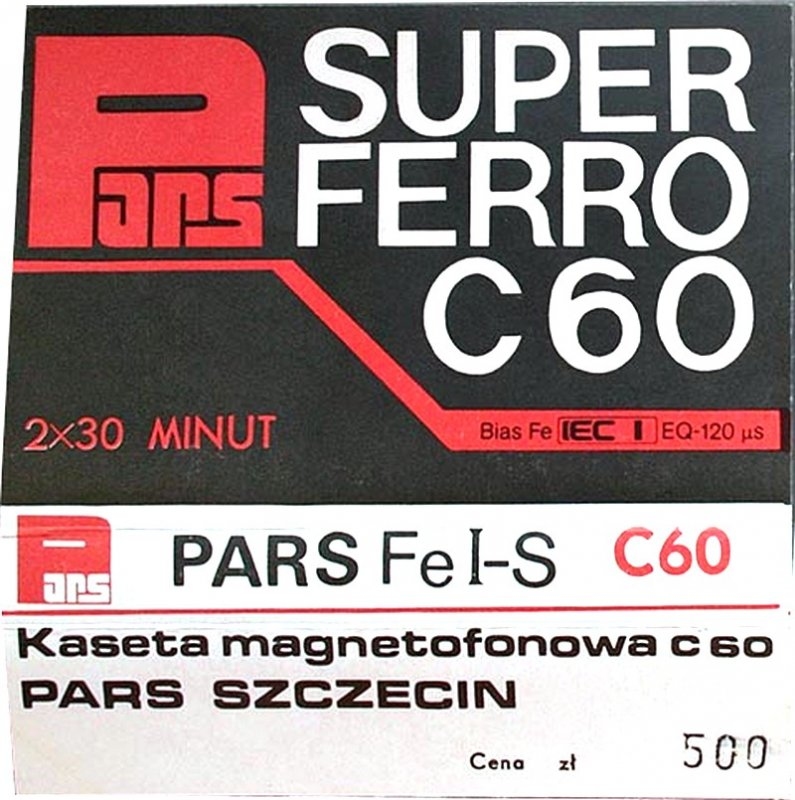 Pars
SUPER
FERRO
C60
2×30 MINUT
Bias Fe IEC I EQ-120 µs
Pars
PARS Fe I-S C60
Kaseta magnetofonowa c 60
PARS SZCZECIN
Cena zł 500